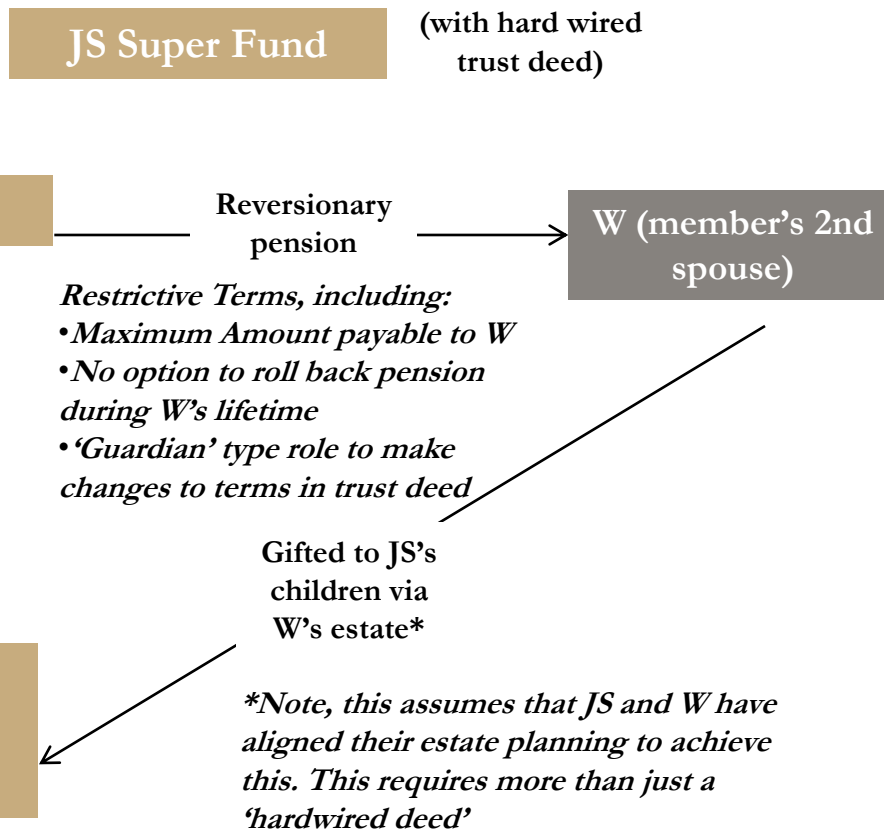 JS Super Fund
(with hard wired
trust deed)
Reversionary
pension
W (member’s 2nd
spouse)
Restrictive Terms, including:
•Maximum Amount payable to W
•No option to roll back pension
during W’s lifetime
•‘Guardian’ type role to make
changes to terms in trust deed
Gifted to JS’s
children via
W’s estate*
*Note, this assumes that JS and W have
aligned their estate planning to achieve
this. This requires more than just a
‘hardwired deed’